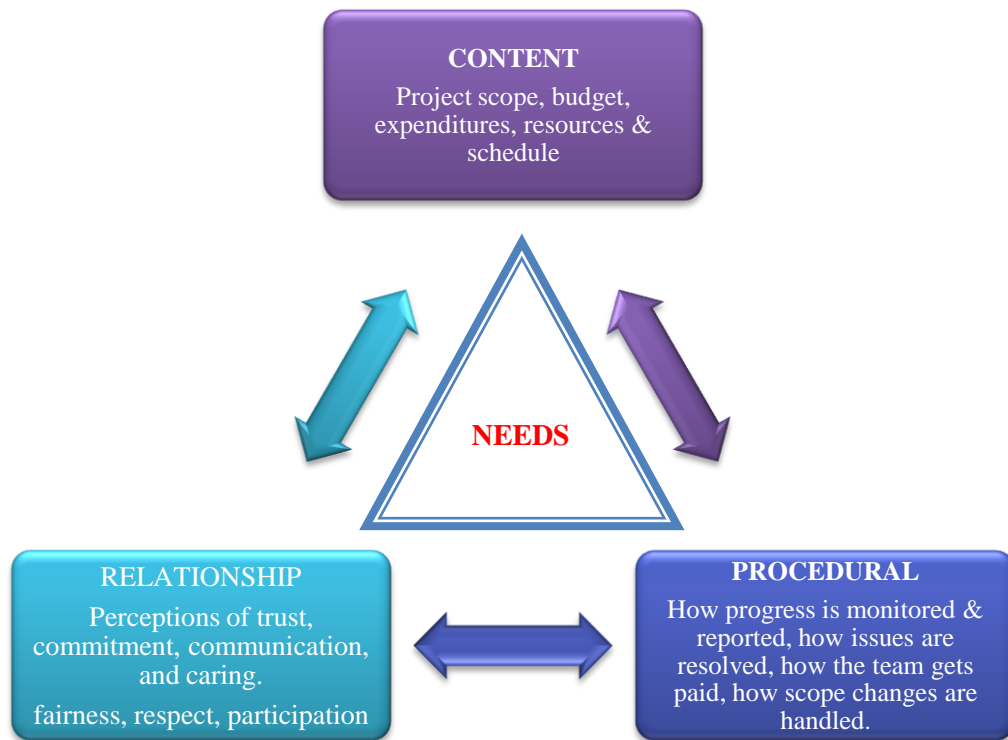 CONTENT
Project scope, budget,
expenditures, resources &
schedule
NEEDS
RELATIONSHIP
Perceptions of trust,
commitment, communication,
and caring.
fairness, respect, participation
PROCEDURAL
How progress is monitored &
reported, how issues are
resolved, how the team gets
paid, how scope changes are
handled.